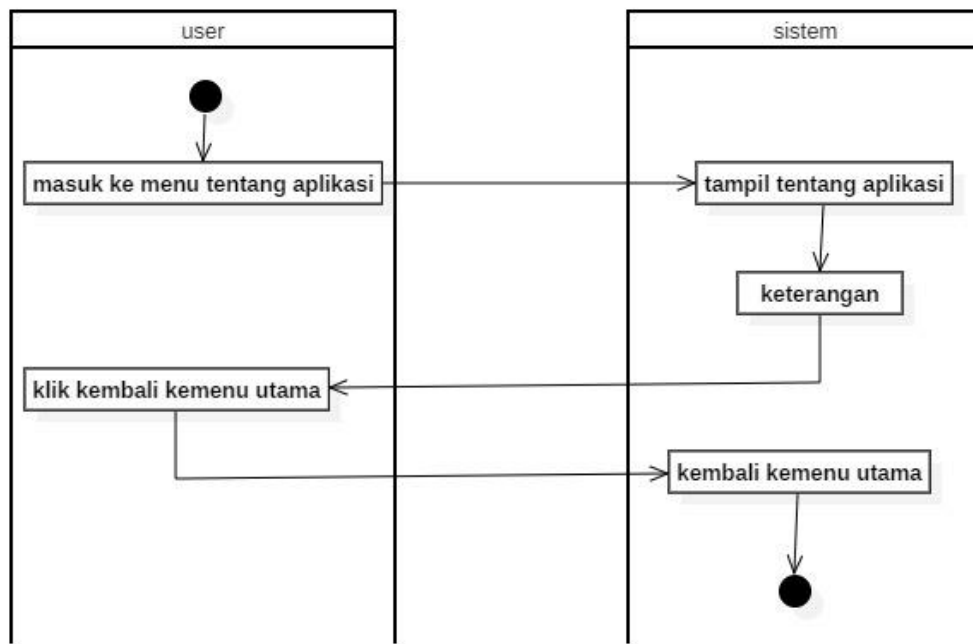 user
sistem
masuk ke menu tentang aplikasi
tampil tentang aplikasi
keterangan
klik kembali kemenu utama
kembali kemenu utama